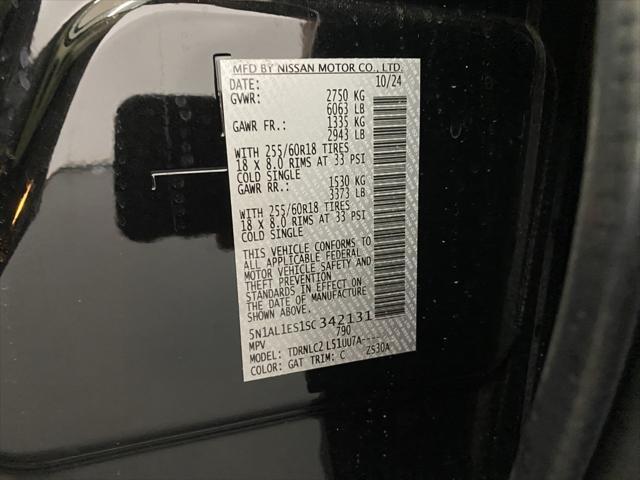 MFD BY NISSAN MOTOR CO., LTD.
DATE: 10/24
GVWR: 2750 KG
6063 LB
GAWR FR.: 1335 KG
2943 LB
WITH 255/60R18 TIRES
18 X 8.0 RIMS AT 33 PSI
COLD SINGLE
GAWR RR.: 1530 KG
3373 LB
WITH 255/60R18 TIRES
18 X 8.0 RIMS AT 33 PSI
COLD SINGLE
THIS VEHICLE CONFORMS TO
ALL APPLICABLE FEDERAL
MOTOR VEHICLE SAFETY AND
THEFT PREVENTION
STANDARDS IN EFFECT ON
THE DATE OF MANUFACTURE
SHOWN ABOVE.
5N1AL1ES1SC342131
MPV 790
MODEL: TDRNLC2 L51UU7A-----
COLOR: GAT TRIM: C ZS30A